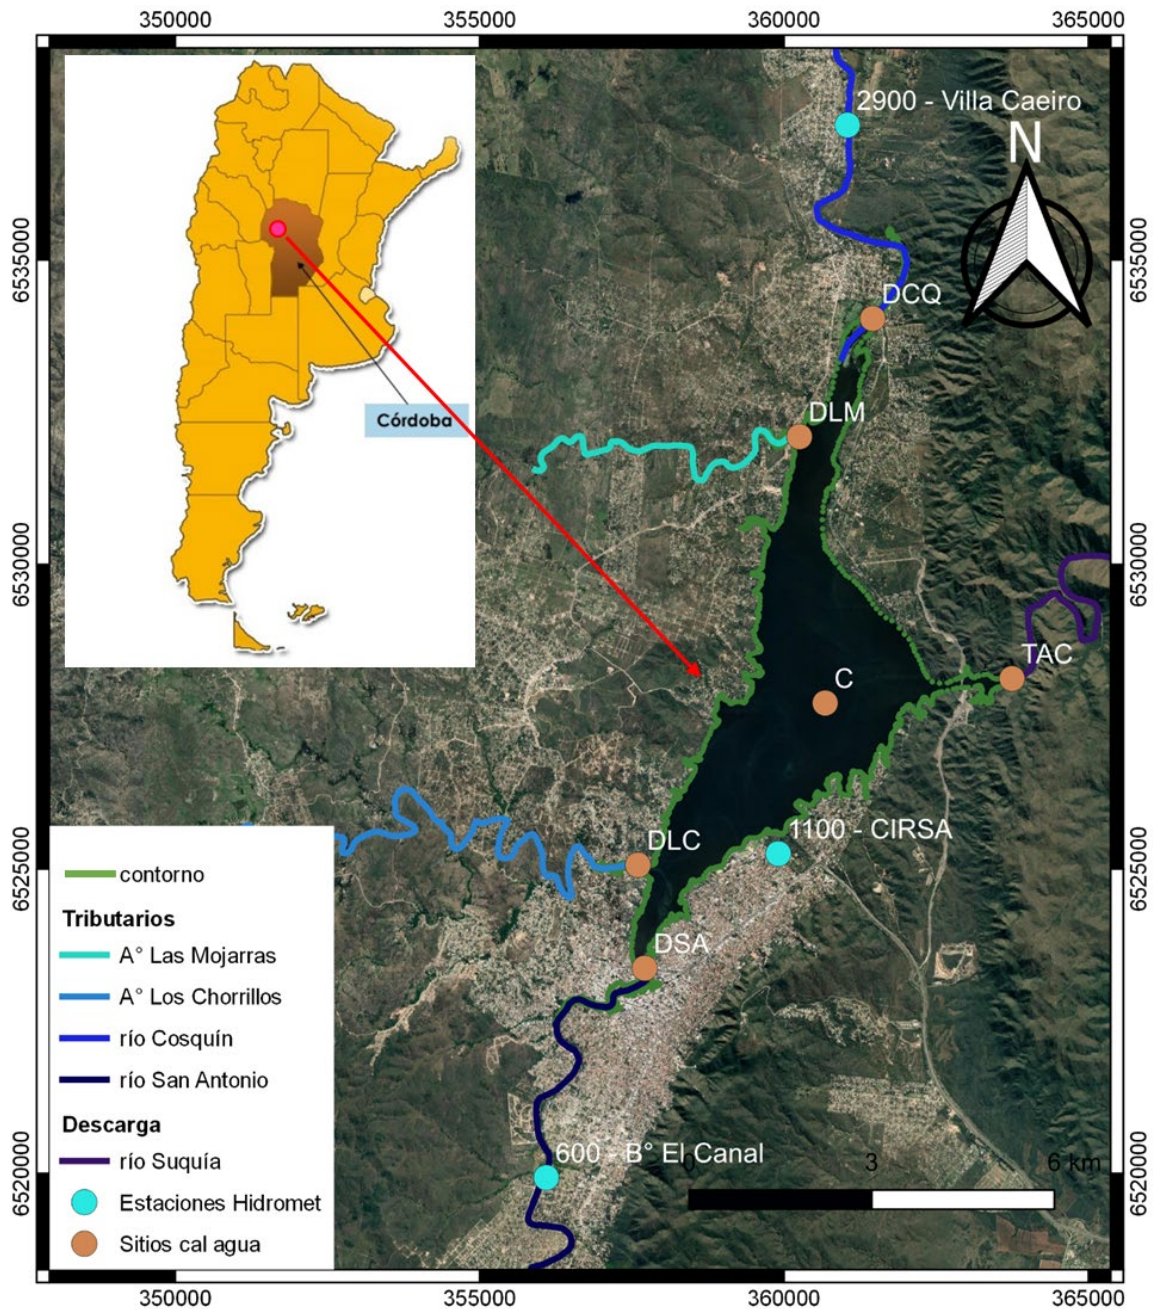 350000
355000
360000
365000
2900 - Villa Caeiro
N
6535000
6535000
DCQ
DLM
Córdoba
6530000
6530000
TAC
C
1100 - CIRSA
DLC
6525000
6525000
contorno
DSA
Tributarios
A° Las Mojarras
A° Los Chorrillos
río Cosquín
río San Antonio
Descarga
río Suquía
Estaciones Hidromet
Sitios cal agua
600 - B° El Canal
0 3 6 km
6520000
6520000
350000
355000
360000
365000